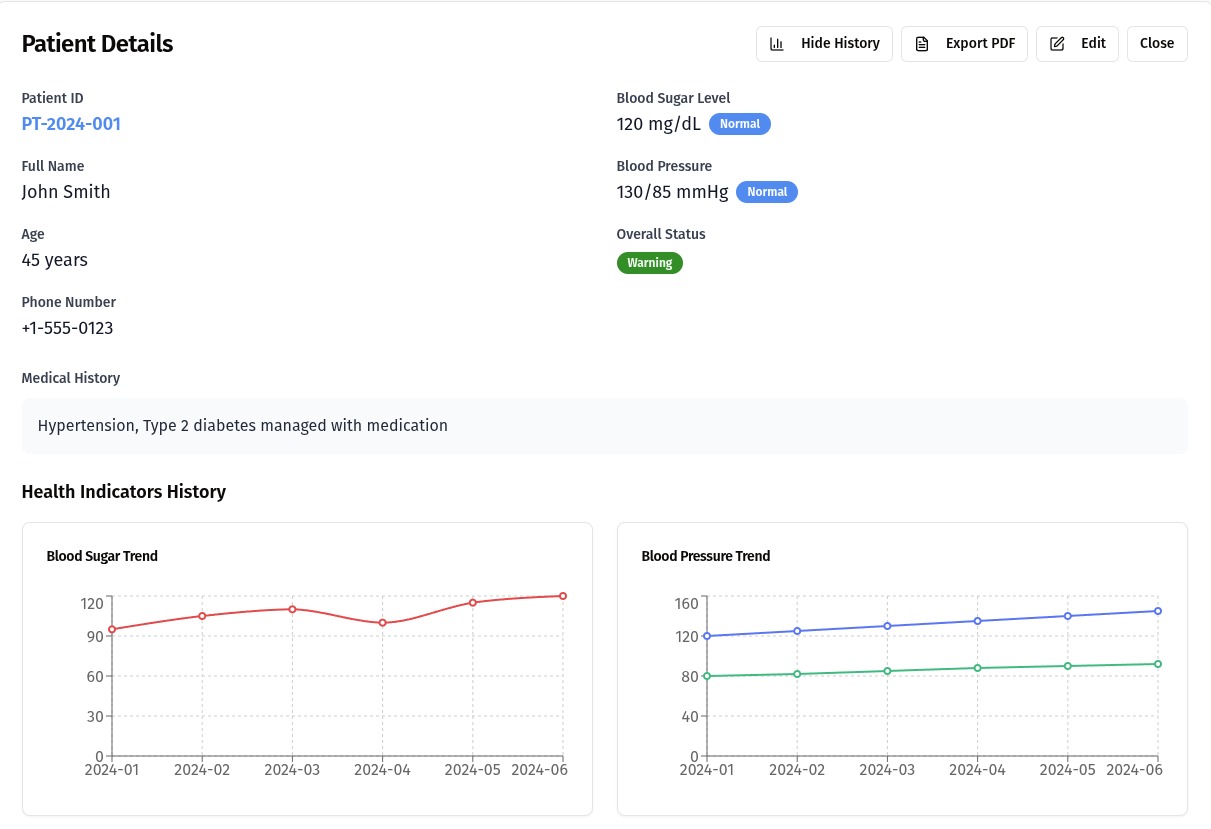 Patient Details
Hide History
Export PDF
Edit
Close
Patient ID
PT-2024-001
Full Name
John Smith
Age
45 years
Phone Number
+1-555-0123
Blood Sugar Level
120 mg/dL Normal
Blood Pressure
130/85 mmHg Normal
Overall Status
Warning
Medical History
Hypertension, Type 2 diabetes managed with medication
Health Indicators History
Blood Sugar Trend
120
90
60
30
0
2024-01 2024-02 2024-03 2024-04 2024-05 2024-06
Blood Pressure Trend
160
120
80
40
0
2024-01 2024-02 2024-03 2024-04 2024-05 2024-06